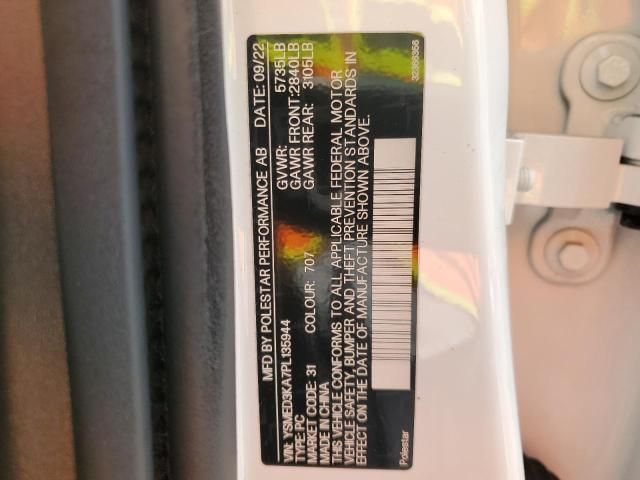 MFD BY POLESTAR PERFORMANCE AB DATE: 09/22
GVWR: 5735LB
GAWR FRONT: 2840LB
GAWR REAR: 3105LB
VIN: YSMED3KA7PL135944
TYPE: PC
MARKET CODE: 31 COLOUR: 707
MADE IN CHINA
THIS VEHICLE CONFORMS TO ALL APPLICABLE FEDERAL MOTOR
VEHICLE SAFETY, BUMPER AND THEFT PREVENTION STANDARDS IN
EFFECT ON THE DATE OF MANUFACTURE SHOWN ABOVE.
Polestar 32386356